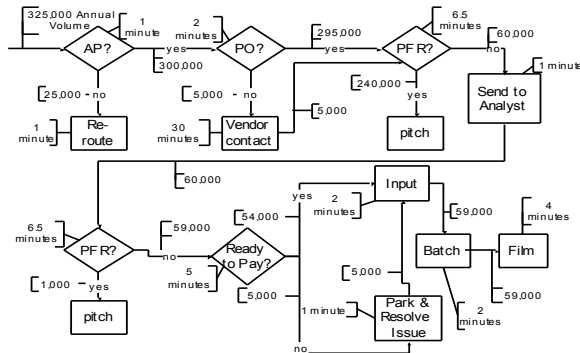 325,000 Annual
Volume
1
minute
2
minutes
6.5
minutes
AP?
yes
300,000
PO?
295,000
yes
PFR?
60,000
no
1 minute
25,000
no
5,000
no
5,000
240,000
yes
Send to
Analyst
1
minute
Re-
route
30
minutes
Vendor
contact
pitch
60,000
6.5
minutes
PFR?
59,000
no
Ready
to Pay?
5
minutes
54,000
yes
5,000
no
2
minutes
Input
59,000
Batch
4
minutes
Film
59,000
2
minutes
5,000
1 minute
Park &
Resolve
Issue
1,000
yes
pitch